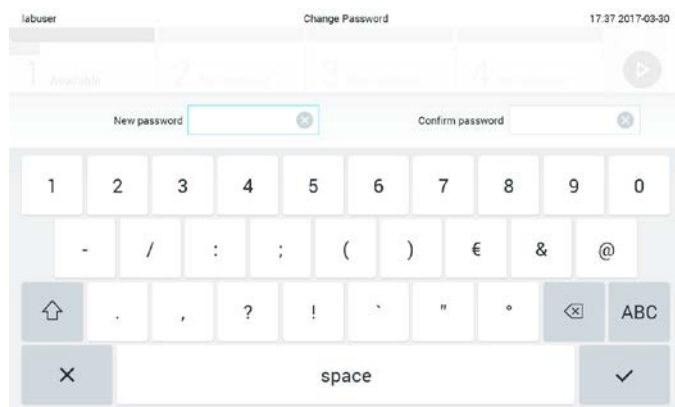 labuser Change Password 17:37 2017-03-30
1 Available 2 3 4
New password Confirm password
1 2 3 4 5 6 7 8 9 0
- / : ; ( ) € & @
. , ? ! ` " ° ABC
space